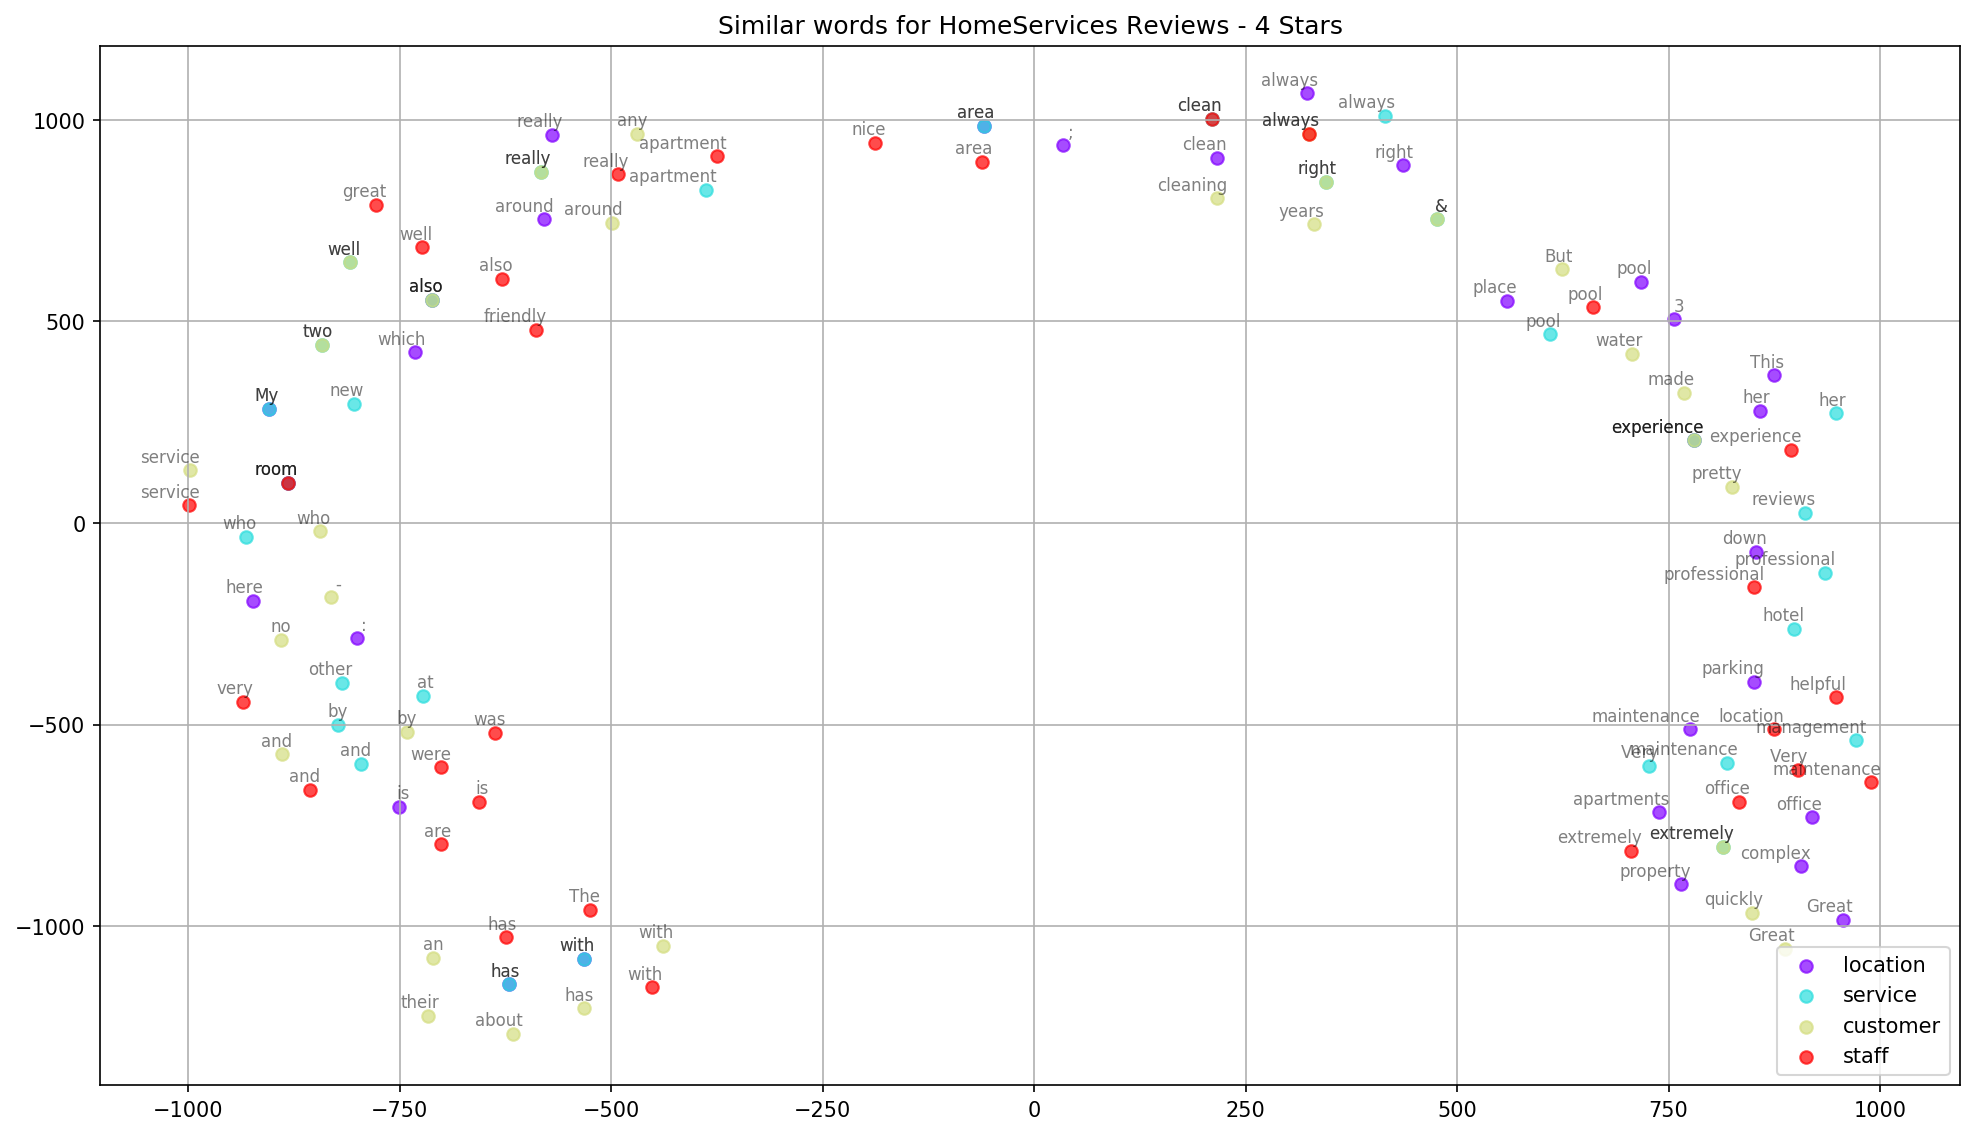 Similar words for HomeServices Reviews - 4 Stars
always
always
clean
area
always
really
any
;
clean
right
nice
apartment
area
really
really
right
apartment
cleaning
great
around
around
years
&
well
well
But
also
pool
also
place
pool
3
friendly
pool
two
which
water
This
made
My
new
her
her
experience
experience
service
room
pretty
service
reviews
who
who
down
professional
professional
here
-
hotel
no
:
other
parking
very
at
helpful
by
by
was
maintenance
location
management
and
and
were
Very
maintenance
Very
and
is
is
maintenance
office
apartments
office
are
extremely
extremely
complex
property
The
quickly
Great
has
an
with
with
Great
has
with
their
has
about
location
service
customer
staff
1000
500
0
−500
−1000
−1000 −750 −500 −250 0 250 500 750 1000